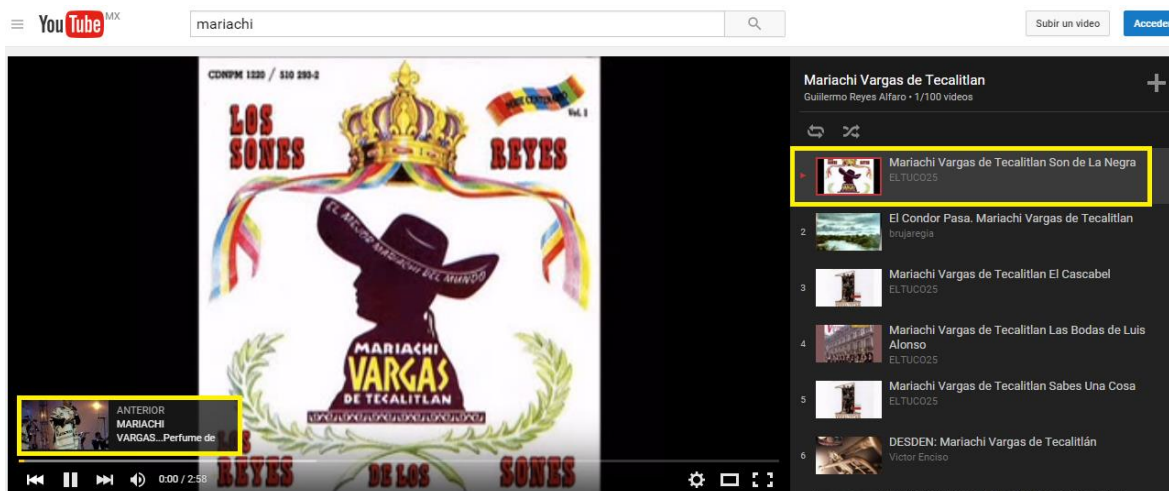 YouTube MX
mariachi
Subir un video
Acceder
CDNPM 1220 / 510 293-2
Vol. 1
LOS
SONES
REYES
EL MEJOR MARIACHI DEL MUNDO
MARIACHI
VARGAS
DE TECALITLAN
LOS
REYES
DE LOS
SONES
ANTERIOR
MARIACHI
VARGAS...Perfume de
0:00 / 2:58
Mariachi Vargas de Tecalitlan
Guiilermo Reyes Alfaro • 1/100 videos
Mariachi Vargas de Tecalitlan Son de La Negra
ELTUCO25
2
El Condor Pasa. Mariachi Vargas de Tecalitlan
brujaregia
3
Mariachi Vargas de Tecalitlan El Cascabel
ELTUCO25
4
Mariachi Vargas de Tecalitlan Las Bodas de Luis
Alonso
ELTUCO25
5
Mariachi Vargas de Tecalitlan Sabes Una Cosa
ELTUCO25
6
DESDEN: Mariachi Vargas de Tecalitlán
Victor Enciso